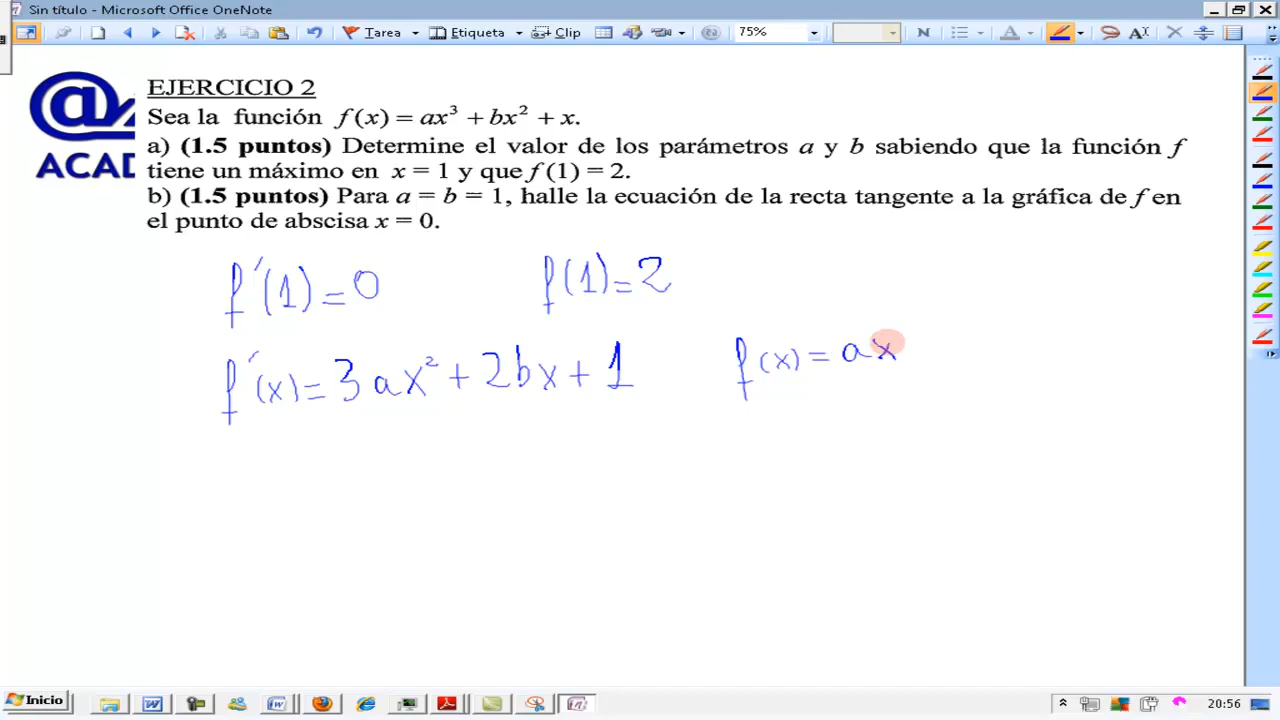 Sin título - Microsoft Office OneNote
Tarea Etiqueta Clip 75% N A A
@
ACAD
EJERCICIO 2
Sea la función f(x) = ax³ + bx² + x.
a) (1.5 puntos) Determine el valor de los parámetros a y b sabiendo que la función f
tiene un máximo en x = 1 y que f(1) = 2.
b) (1.5 puntos) Para a = b = 1, halle la ecuación de la recta tangente a la gráfica de f en
el punto de abscisa x = 0.
f′(1) = 0 f(1) = 2
f′(x) = 3ax² + 2bx + 1 f(x) = ax
Inicio 20:56